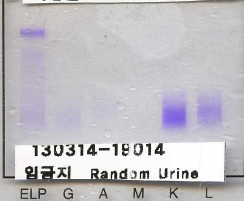 130314-19014
임금지 Random Urine
ELP G A M K L